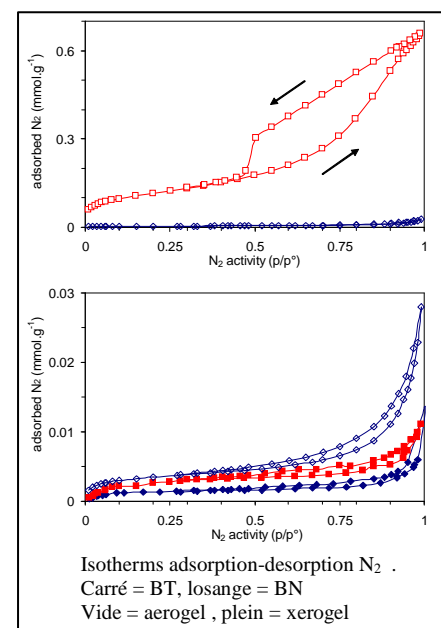 adsorbed N₂ (mmol.g⁻¹)
0.6
0.3
0
0
0.25
0.5
0.75
1
N₂ activity (p/p°)
adsorbed N₂ (mmol.g⁻¹)
0.03
0.02
0.01
0
0
0.25
0.5
0.75
1
N₂ activity (p/p°)
Isotherms adsorption-desorption N₂ .
Carré = BT, losange = BN
Vide = aerogel , plein = xerogel